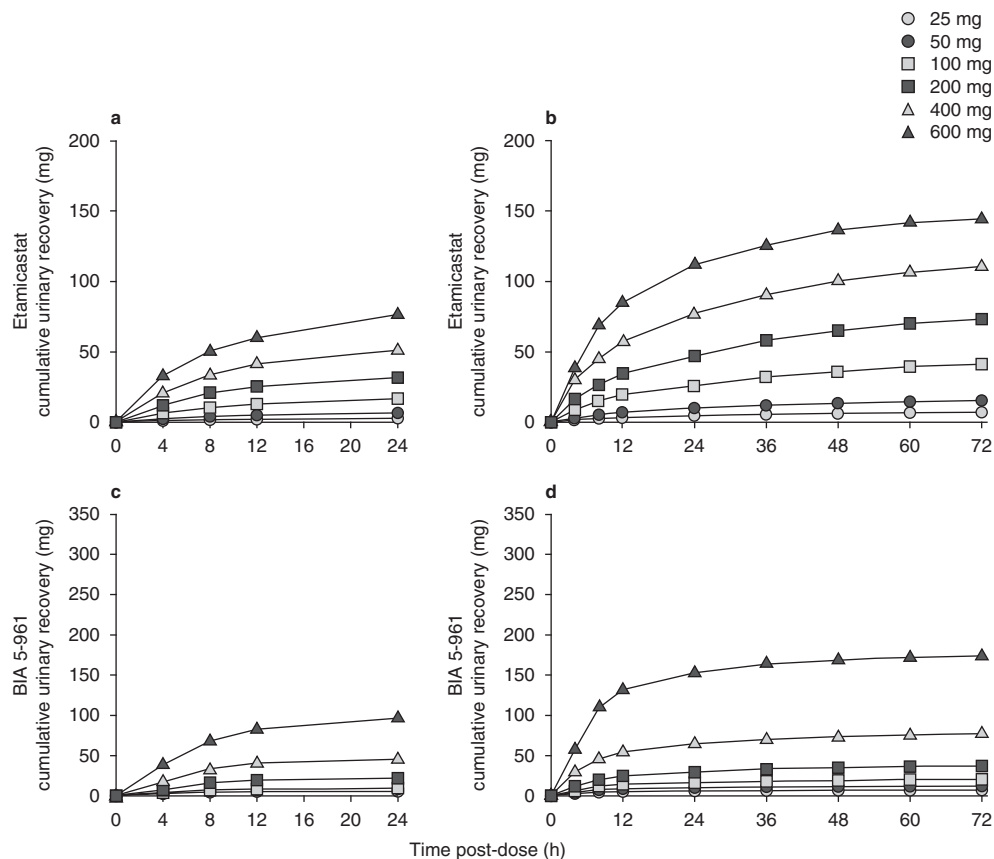 25 mg
50 mg
100 mg
200 mg
400 mg
600 mg
a
200
150
100
50
0
Etamicastat
cumulative urinary recovery (mg)
0 4 8 12 16 20 24
b
200
150
100
50
0
Etamicastat
cumulative urinary recovery (mg)
0 12 24 36 48 60 72
c
350
300
250
200
150
100
50
0
BIA 5-961
cumulative urinary recovery (mg)
0 4 8 12 16 20 24
d
350
300
250
200
150
100
50
0
BIA 5-961
cumulative urinary recovery (mg)
0 12 24 36 48 60 72
Time post-dose (h)